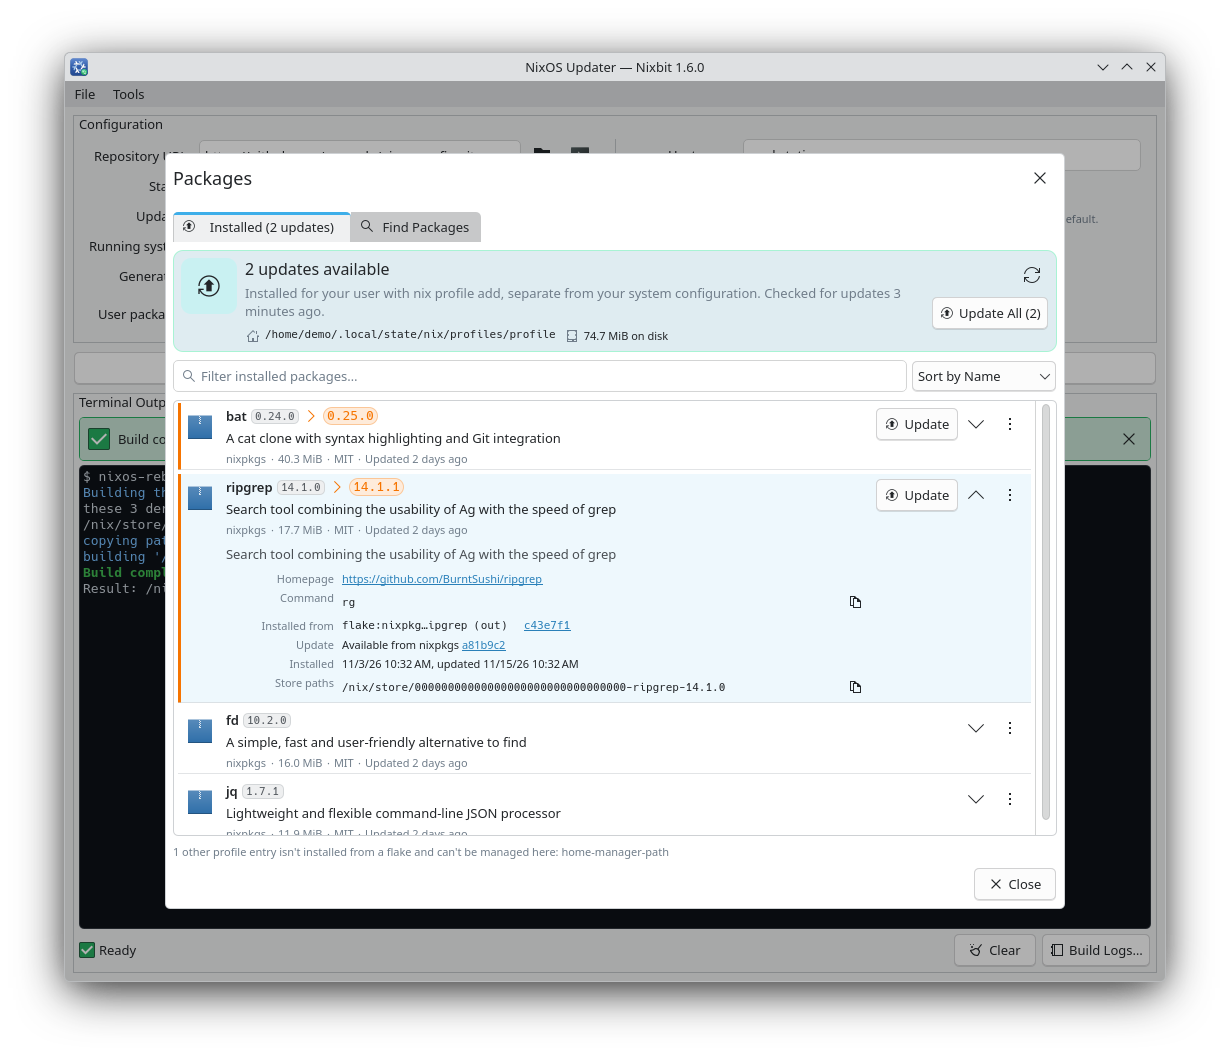 NixOS Updater — Nixbit 1.6.0
File Tools
Configuration
Repository
Running
User
Packages
Installed (2 updates)
Find Packages
2 updates available
Installed for your user with nix profile add, separate from your system configuration. Checked for updates 3
minutes ago.
/home/demo/.local/state/nix/profiles/profile 74.7 MiB on disk
Update All (2)
Filter installed packages...
Sort by Name
bat 0.24.0 0.25.0
A cat clone with syntax highlighting and Git integration
nixpkgs · 40.3 MiB · MIT · Updated 2 days ago
Update
ripgrep 14.1.0 14.1.1
Search tool combining the usability of Ag with the speed of grep
nixpkgs · 17.7 MiB · MIT · Updated 2 days ago
Update
Search tool combining the usability of Ag with the speed of grep
Homepage https://github.com/BurntSushi/ripgrep
Command rg
Installed from flake:nixpkg…ipgrep (out) c43e7f1
Update Available from nixpkgs a81b9c2
Installed 11/3/26 10:32 AM, updated 11/15/26 10:32 AM
Store paths /nix/store/00000000000000000000000000000000-ripgrep-14.1.0
fd 10.2.0
A simple, fast and user-friendly alternative to find
nixpkgs · 16.0 MiB · MIT · Updated 2 days ago
jq 1.7.1
Lightweight and flexible command-line JSON processor
nixpkgs · 11.9 MiB · MIT · Updated 2 days ago
1 other profile entry isn't installed from a flake and can't be managed here: home-manager-path
Close
Terminal
Build
$
Building
these 3
/nix/store/
copying
building
Build
Result:
Ready
Clear
Build Logs...